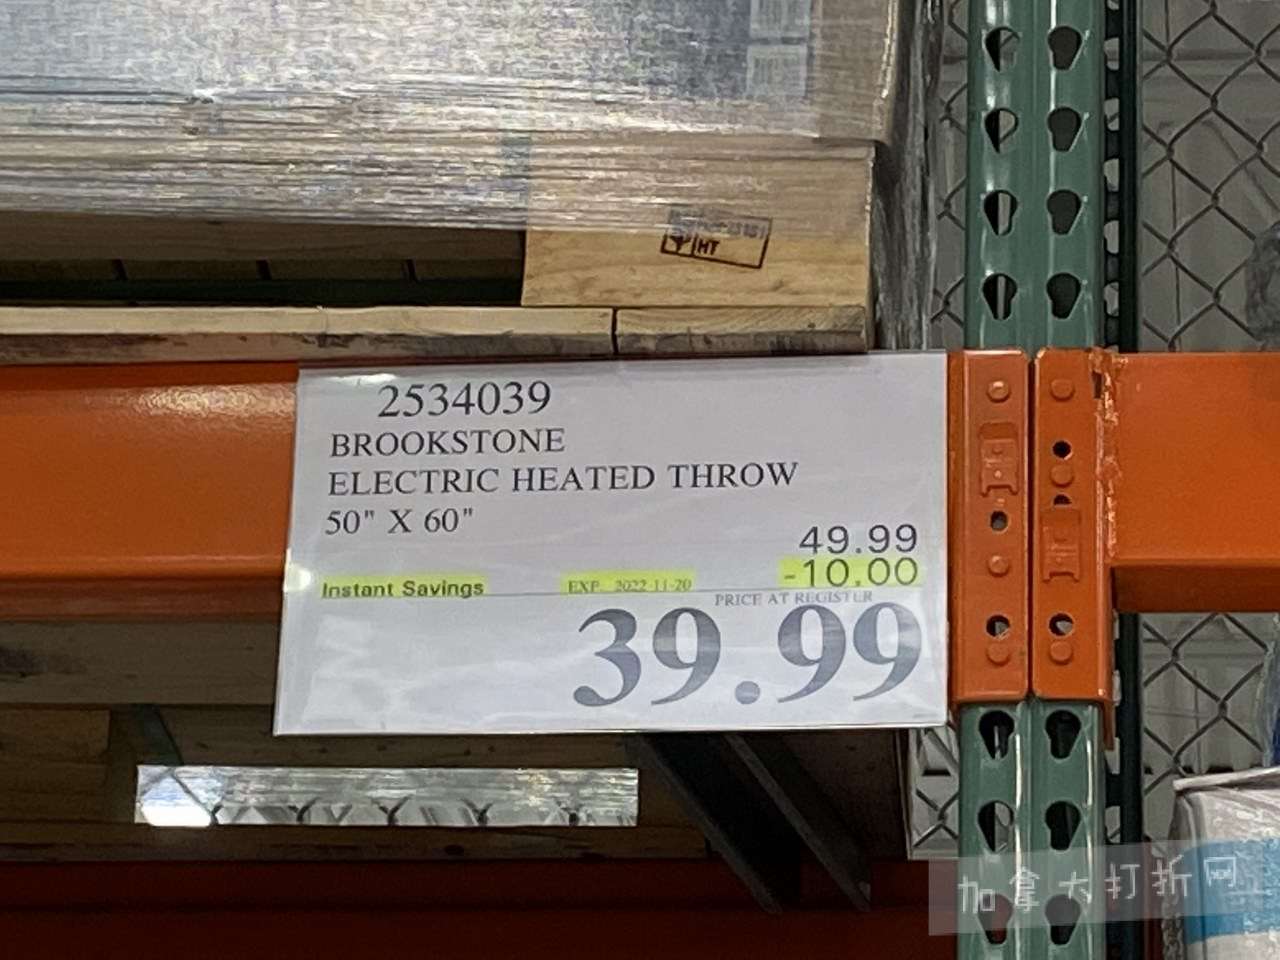 HT
2534039
BROOKSTONE
ELECTRIC HEATED THROW
50" X 60"
49.99
Instant Savings EXP. 2022-11-20 -10.00
PRICE AT REGISTER
39.99
加拿大打折网